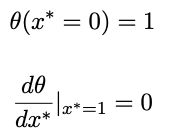 θ(x* = 0) = 1
dθ/dx*|x*=1 = 0